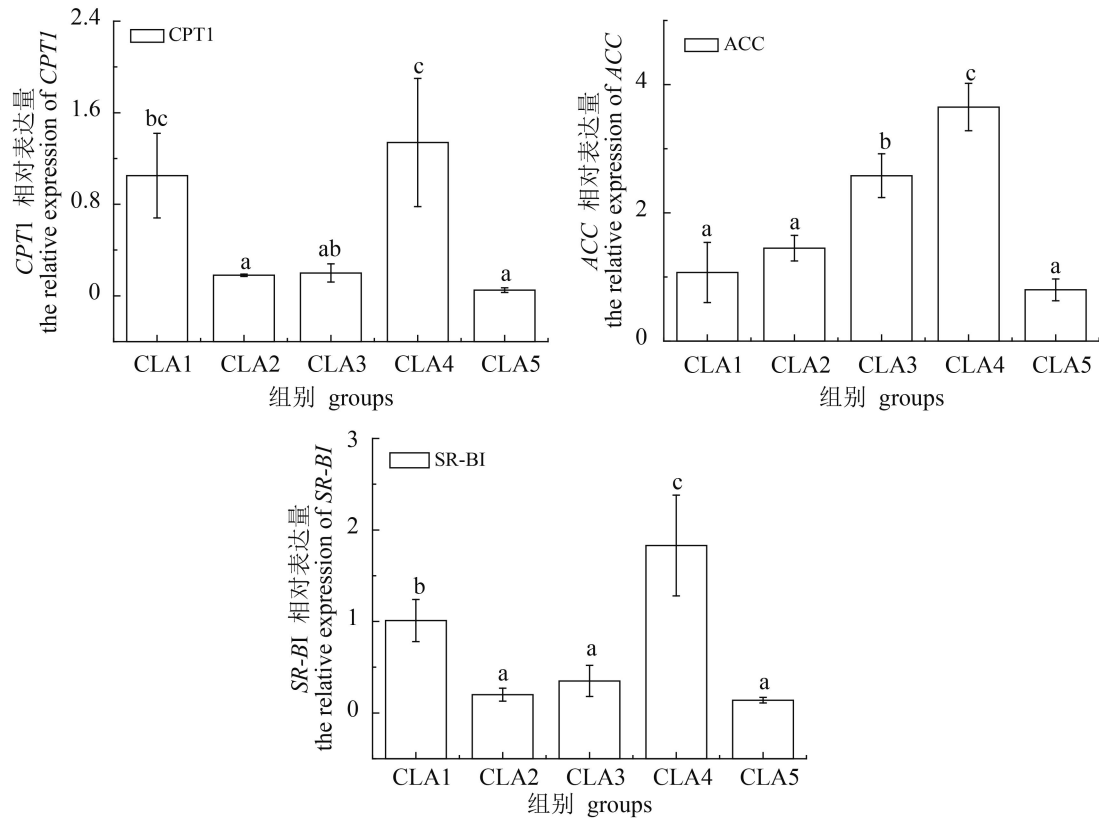 CPT1 相对表达量
the relative expression of CPT1
2.4
1.6
0.8
0
CPT1
bc
a
ab
c
a
CLA1 CLA2 CLA3 CLA4 CLA5
组别 groups
ACC 相对表达量
the relative expression of ACC
4
2
0
ACC
a
a
b
c
a
CLA1 CLA2 CLA3 CLA4 CLA5
组别 groups
SR-BI 相对表达量
the relative expression of SR-BI
3
2
1
0
SR-BI
b
a
a
c
a
CLA1 CLA2 CLA3 CLA4 CLA5
组别 groups